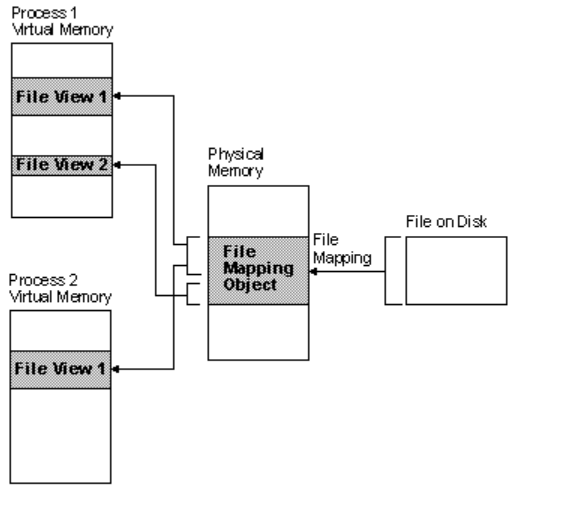 Process 1
Virtual Memory
File View 1
File View 2
Physical
Memory
File
Mapping
Object
File
Mapping
File on Disk
Process 2
Virtual Memory
File View 1